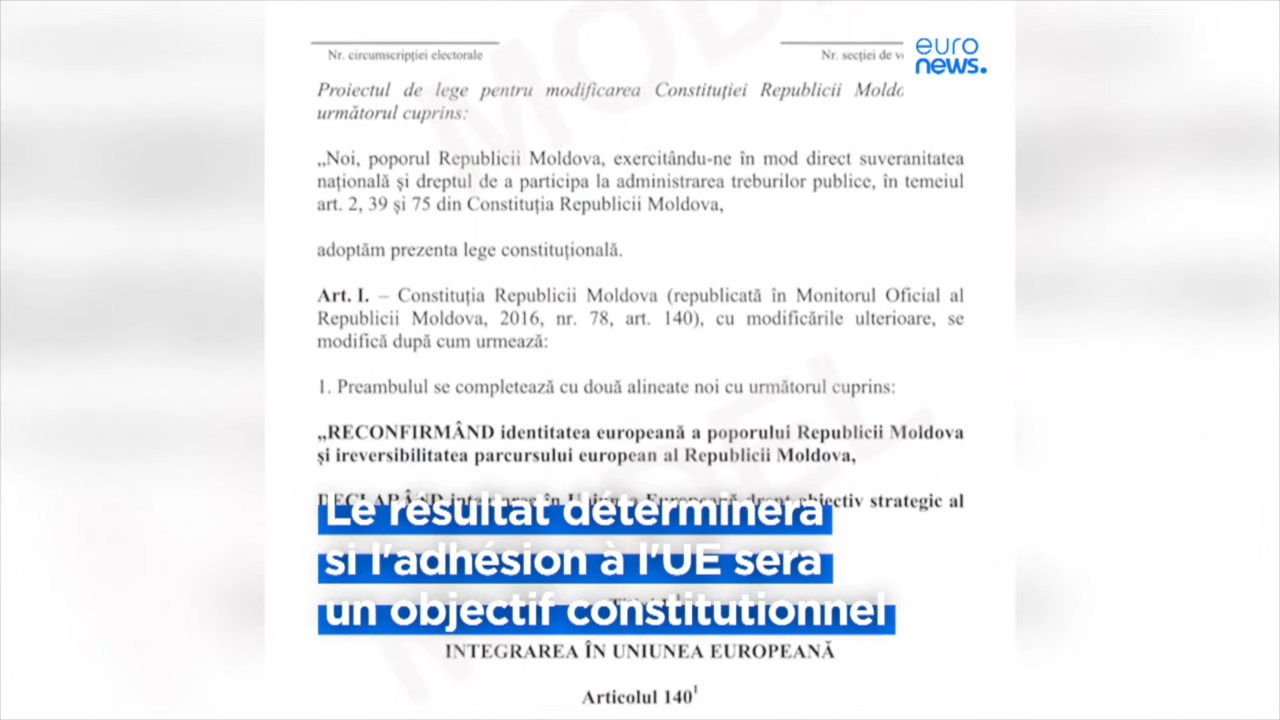 Nr. circumscripției electorale
Nr. secției de v
euro
news.
Proiectul de lege pentru modificarea Constituției Republicii Moldo
următorul cuprins:
„Noi, poporul Republicii Moldova, exercitându-ne în mod direct suveranitatea
națională și dreptul de a participa la administrarea treburilor publice, în temeiul
art. 2, 39 și 75 din Constituția Republicii Moldova,
adoptăm prezenta lege constituțională.
Art. I. – Constituția Republicii Moldova (republicată în Monitorul Oficial al
Republicii Moldova, 2016, nr. 78, art. 140), cu modificările ulterioare, se
modifică după cum urmează:
1. Preambulul se completează cu două alineate noi cu următorul cuprins:
„RECONFIRMÂND identitatea europeană a poporului Republicii Moldova
și ireversibilitatea parcursului european al Republicii Moldova,
strategic al
Le résultat déterminera
si l'adhésion à l'UE sera
un objectif constitutionnel
INTEGRAREA ÎN UNIUNEA EUROPEANĂ
Articolul 140¹
MODEL